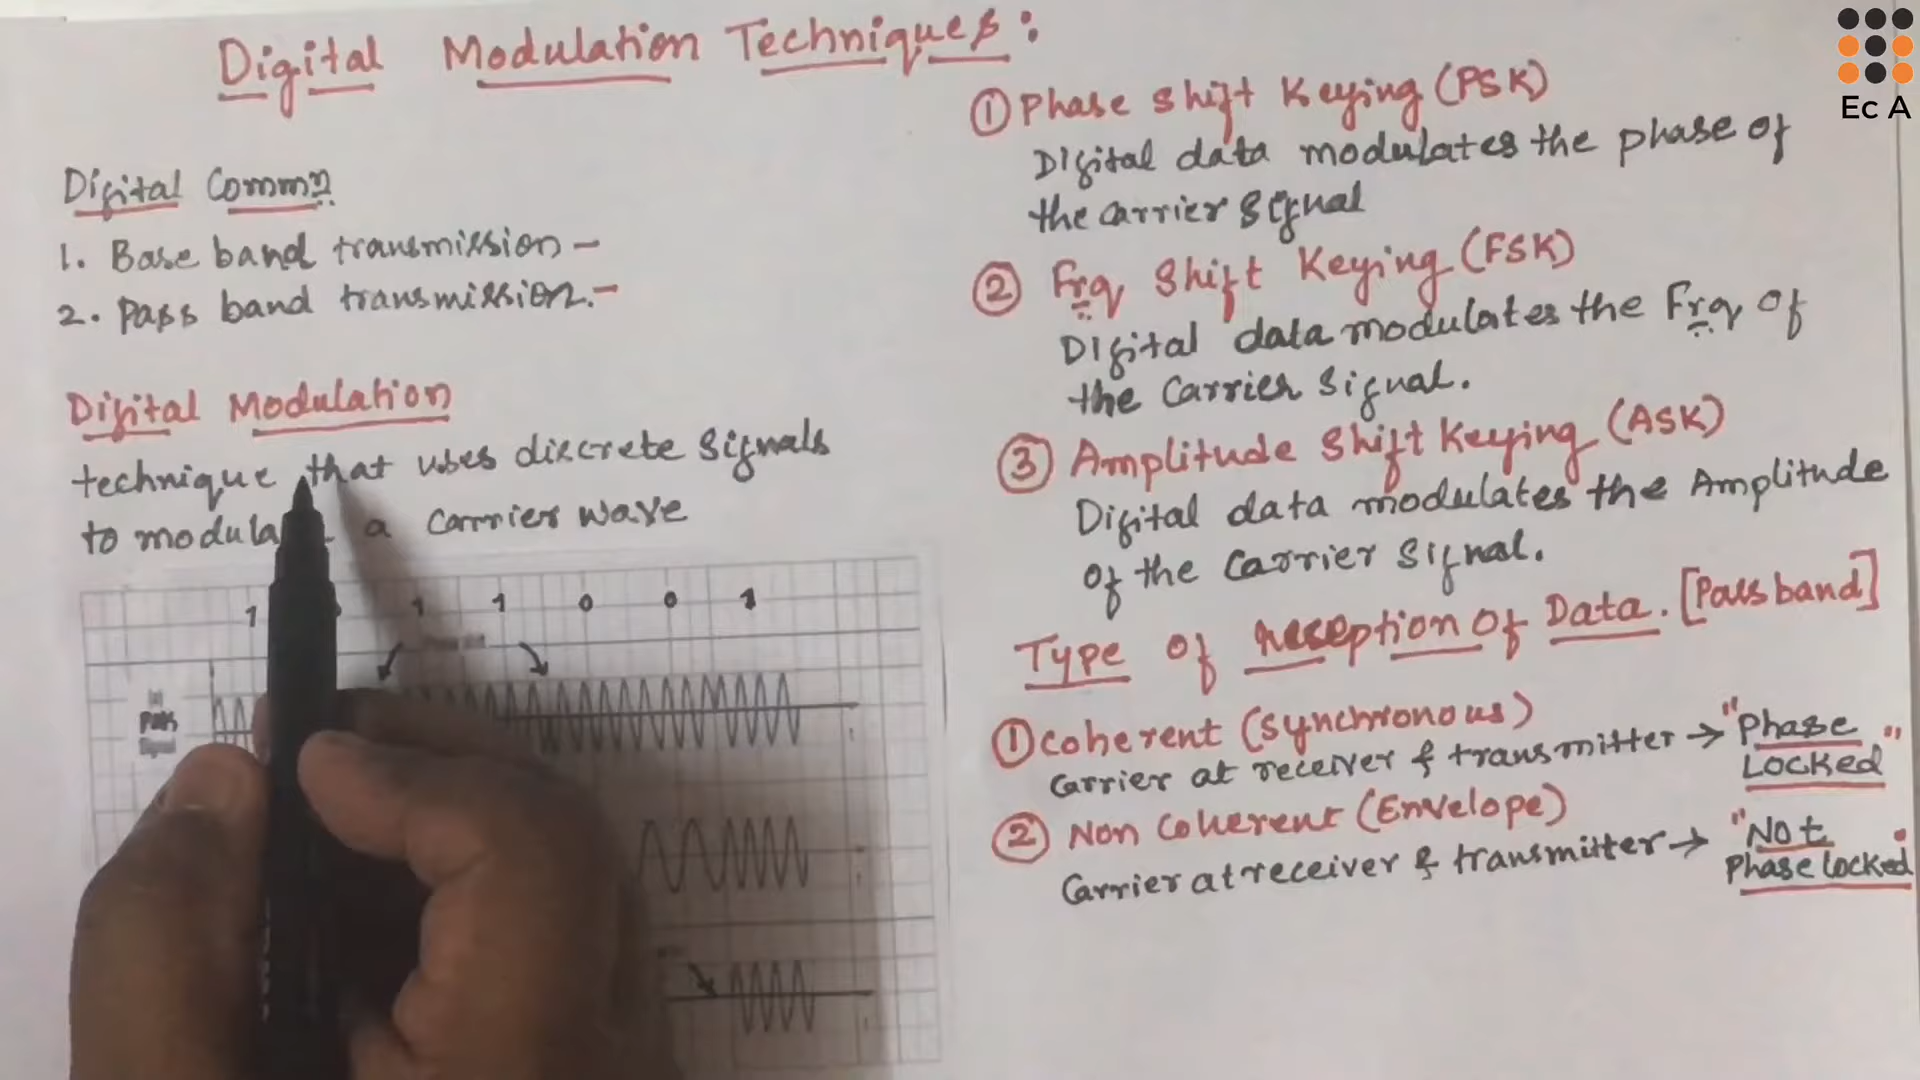 Digital Modulation Techniques:
Digital Commn
1. Base band transmission -
2. Pass band transmission. -
Digital Modulation
technique that uses discrete signals
to modula a carrier wave
1 1 1 0 0 1
① Phase Shift Keying (PSK)
Digital data modulates the phase of
the carrier signal
② Frq Shift Keying (FSK)
Digital data modulates the Frq of
the carrier signal.
③ Amplitude Shift Keying (ASK)
Digital data modulates the Amplitude
of the carrier signal.
Type of reception of Data. [Pass band]
① Coherent (synchronous)
carrier at receiver & transmitter → "Phase
Locked"
② Non Coherent (Envelope)
Carrier at receiver & transmitter → "Not
Phase locked
Ec A